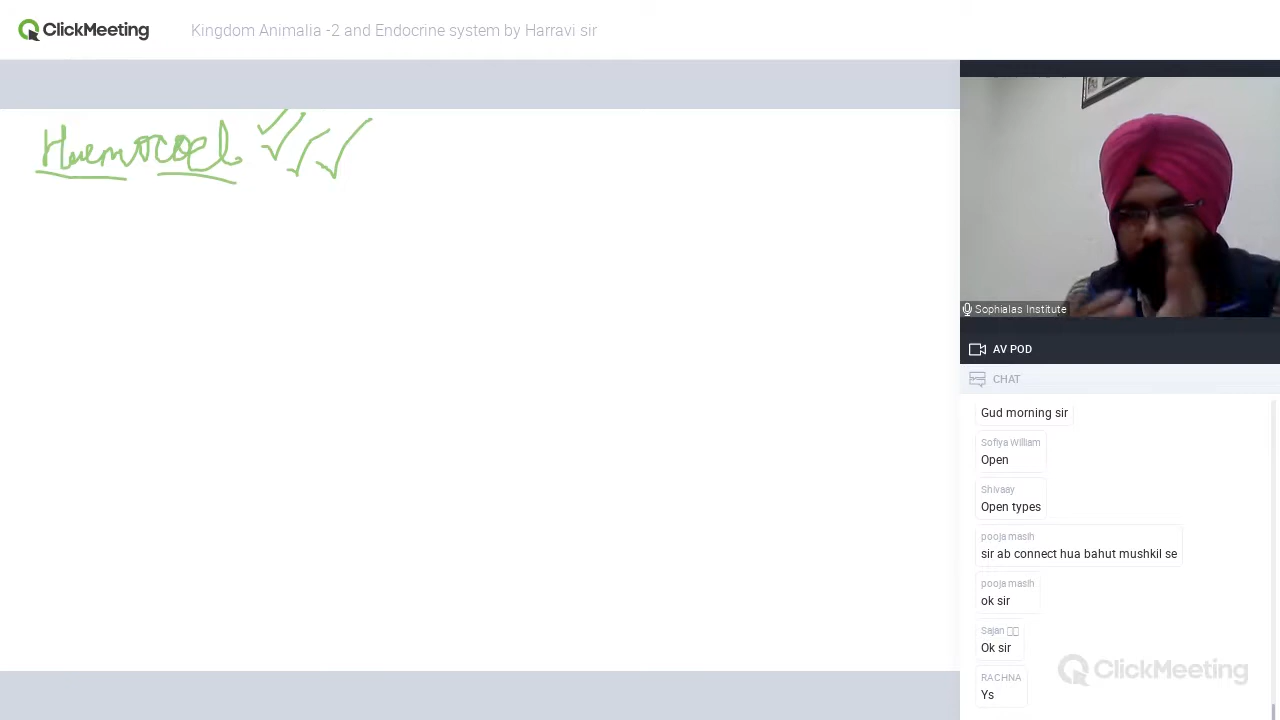 ClickMeeting
Kingdom Animalia -2 and Endocrine system by Harravi sir
Haemocoel
Sophialas Institute
AV POD
CHAT
Gud morning sir
Sofiya William
Open
Shivaay
Open types
pooja masih
sir ab connect hua bahut mushkil se
pooja masih
ok sir
Sajan
Ok sir
RACHNA
Ys
ClickMeeting